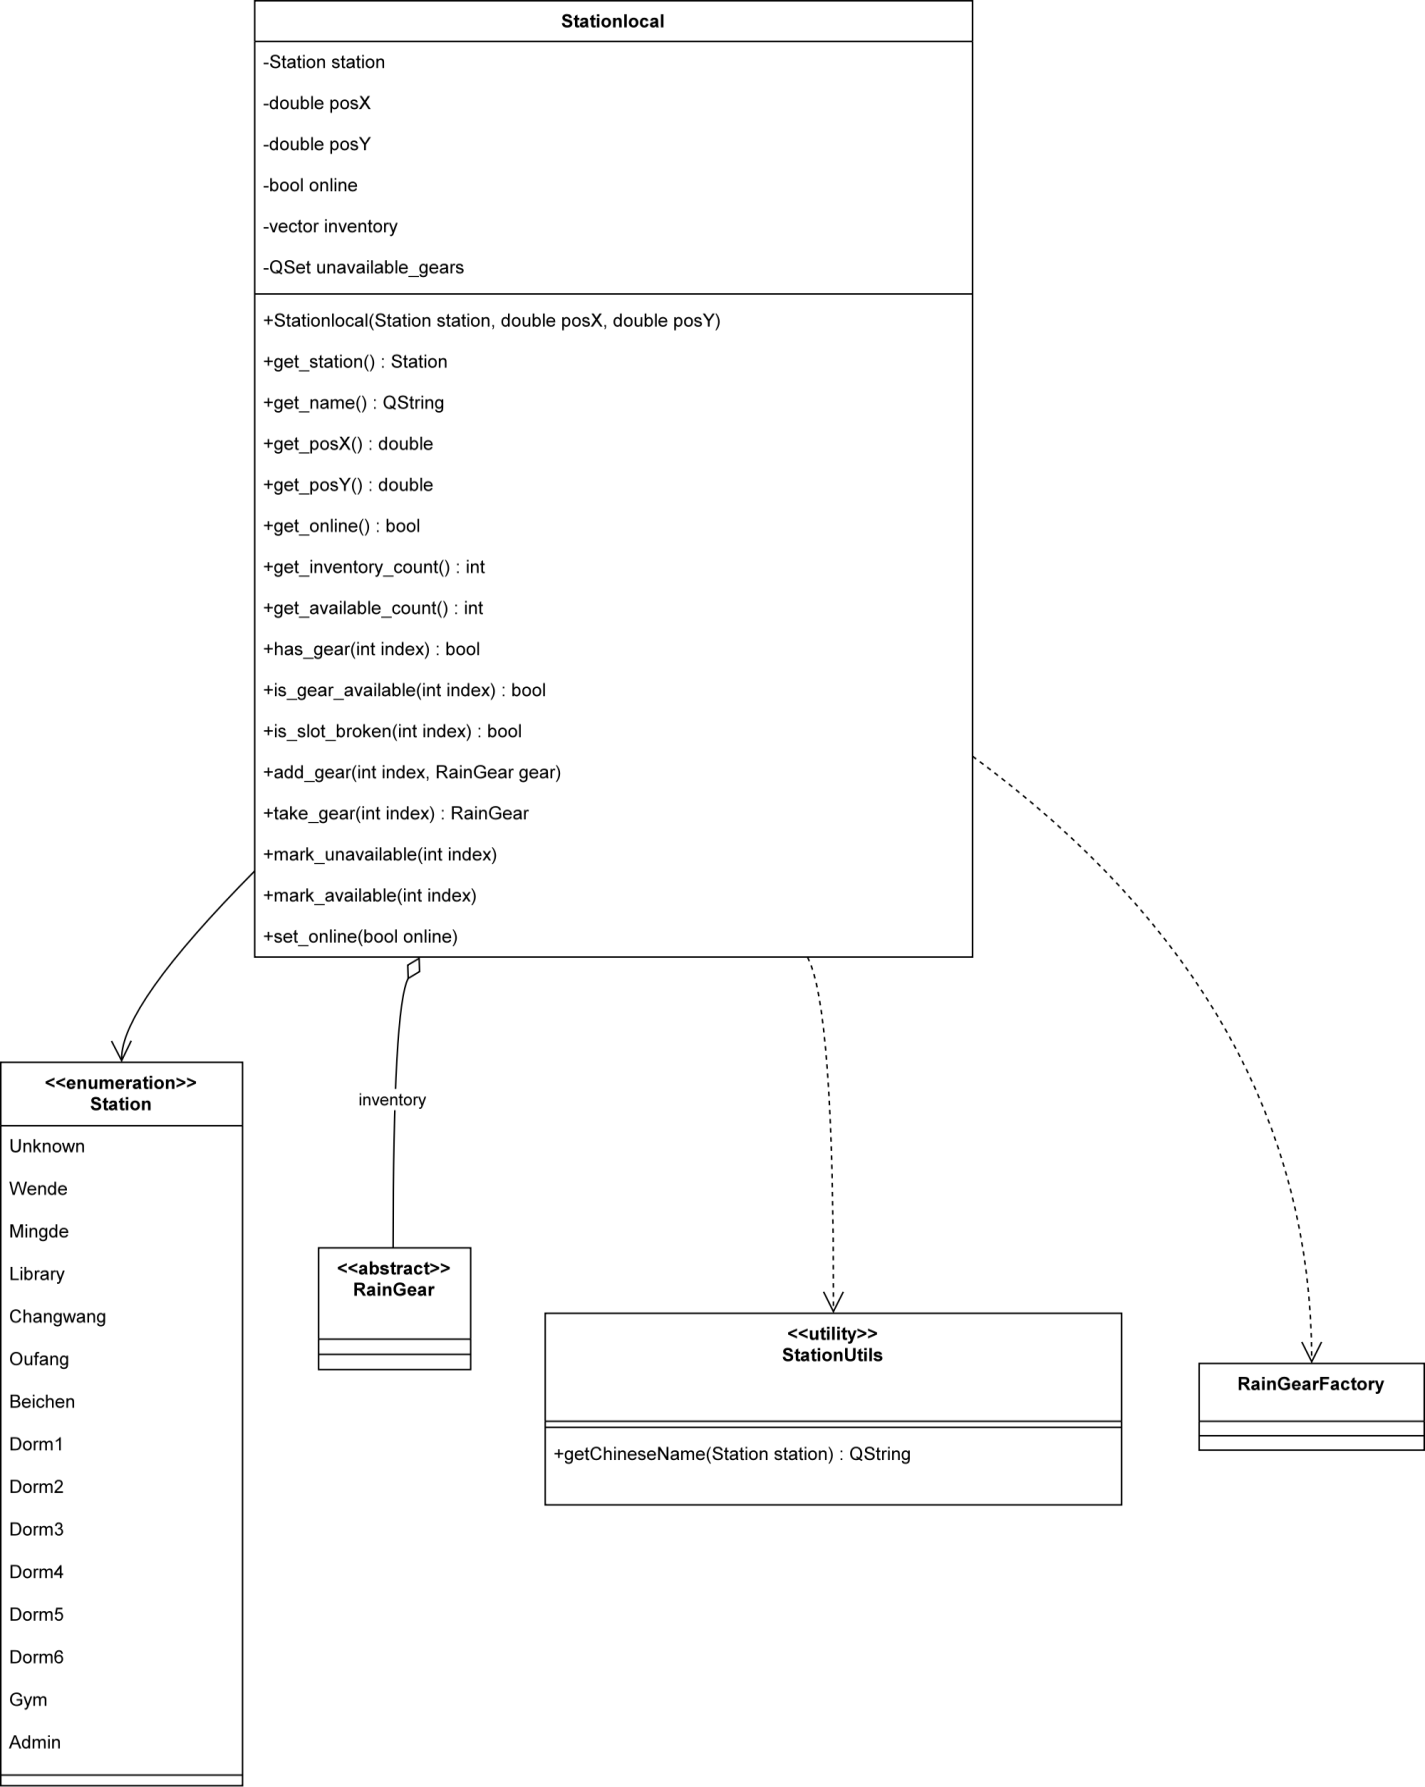 Stationlocal
-Station station
-double posX
-double posY
-bool online
-vector inventory
-QSet unavailable_gears
+Stationlocal(Station station, double posX, double posY)
+get_station() : Station
+get_name() : QString
+get_posX() : double
+get_posY() : double
+get_online() : bool
+get_inventory_count() : int
+get_available_count() : int
+has_gear(int index) : bool
+is_gear_available(int index) : bool
+is_slot_broken(int index) : bool
+add_gear(int index, RainGear gear)
+take_gear(int index) : RainGear
+mark_unavailable(int index)
+mark_available(int index)
+set_online(bool online)
<<enumeration>>
Station
Unknown
Wende
Mingde
Library
Changwang
Oufang
Beichen
Dorm1
Dorm2
Dorm3
Dorm4
Dorm5
Dorm6
Gym
Admin
inventory
<<abstract>>
RainGear
<<utility>>
StationUtils
+getChineseName(Station station) : QString
RainGearFactory